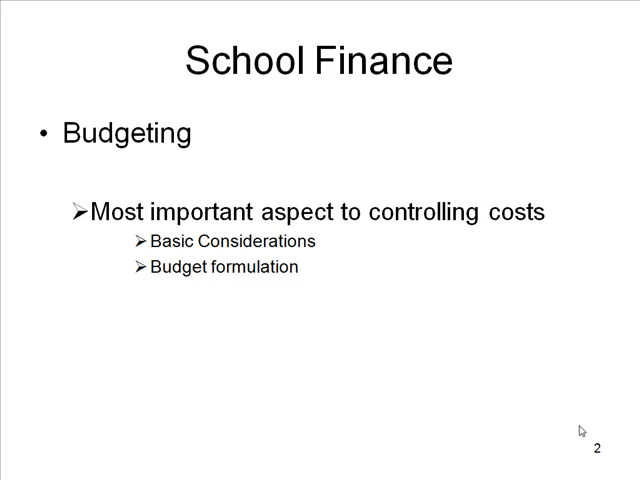 School Finance
• Budgeting
➢Most important aspect to controlling costs
➢Basic Considerations
➢Budget formulation
2